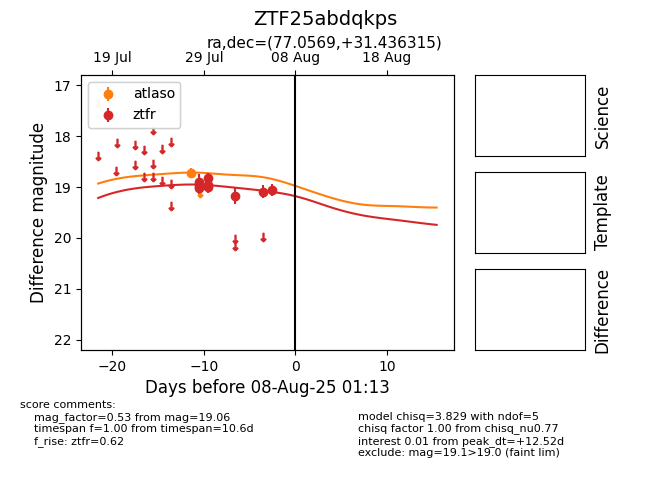 ZTF25abdqkps
ra,dec=(77.0569,+31.436315)
19 Jul 29 Jul 08 Aug 18 Aug
atlaso
ztfr
17
18
19
20
21
22
Difference magnitude
−20 −10 0 10
Days before 08-Aug-25 01:13
Science
Template
Difference
score comments:
mag_factor=0.53 from mag=19.06
timespan f=1.00 from timespan=10.6d
f_rise: ztfr=0.62
model chisq=3.829 with ndof=5
chisq factor 1.00 from chisq_nu0.77
interest 0.01 from peak_dt=+12.52d
exclude: mag=19.1>19.0 (faint lim)